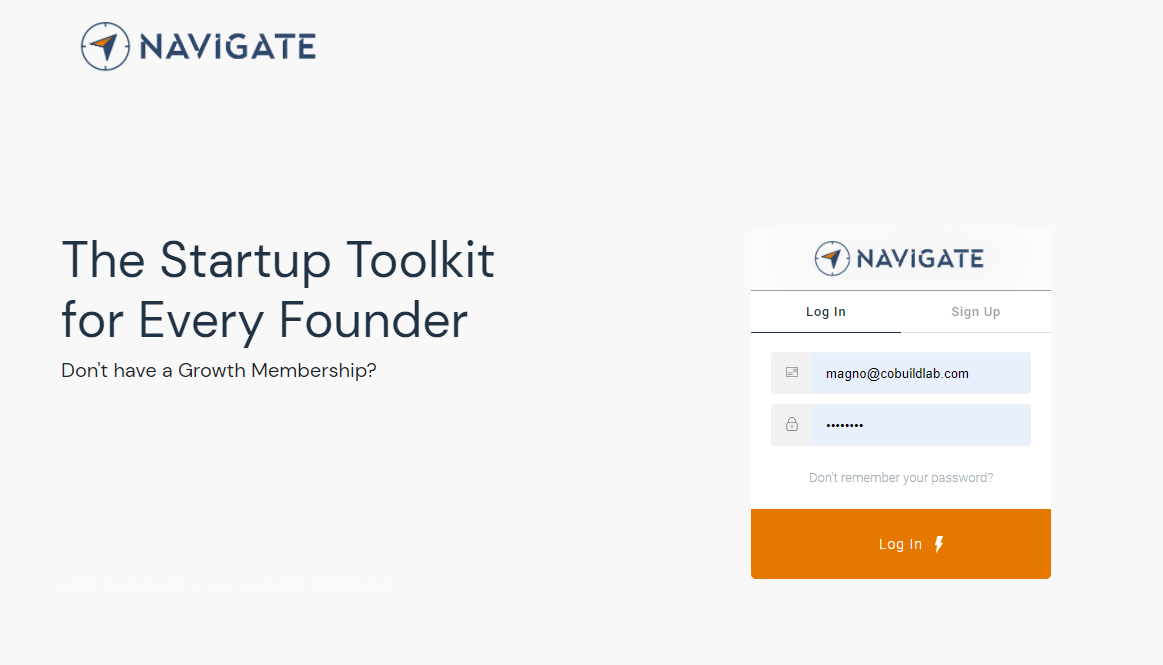 NAVIGATE
The Startup Toolkit
for Every Founder
Don't have a Growth Membership?
NAVIGATE
Log In
Sign Up
magno@cobuildlab.com
••••••••
Don't remember your password?
Log In